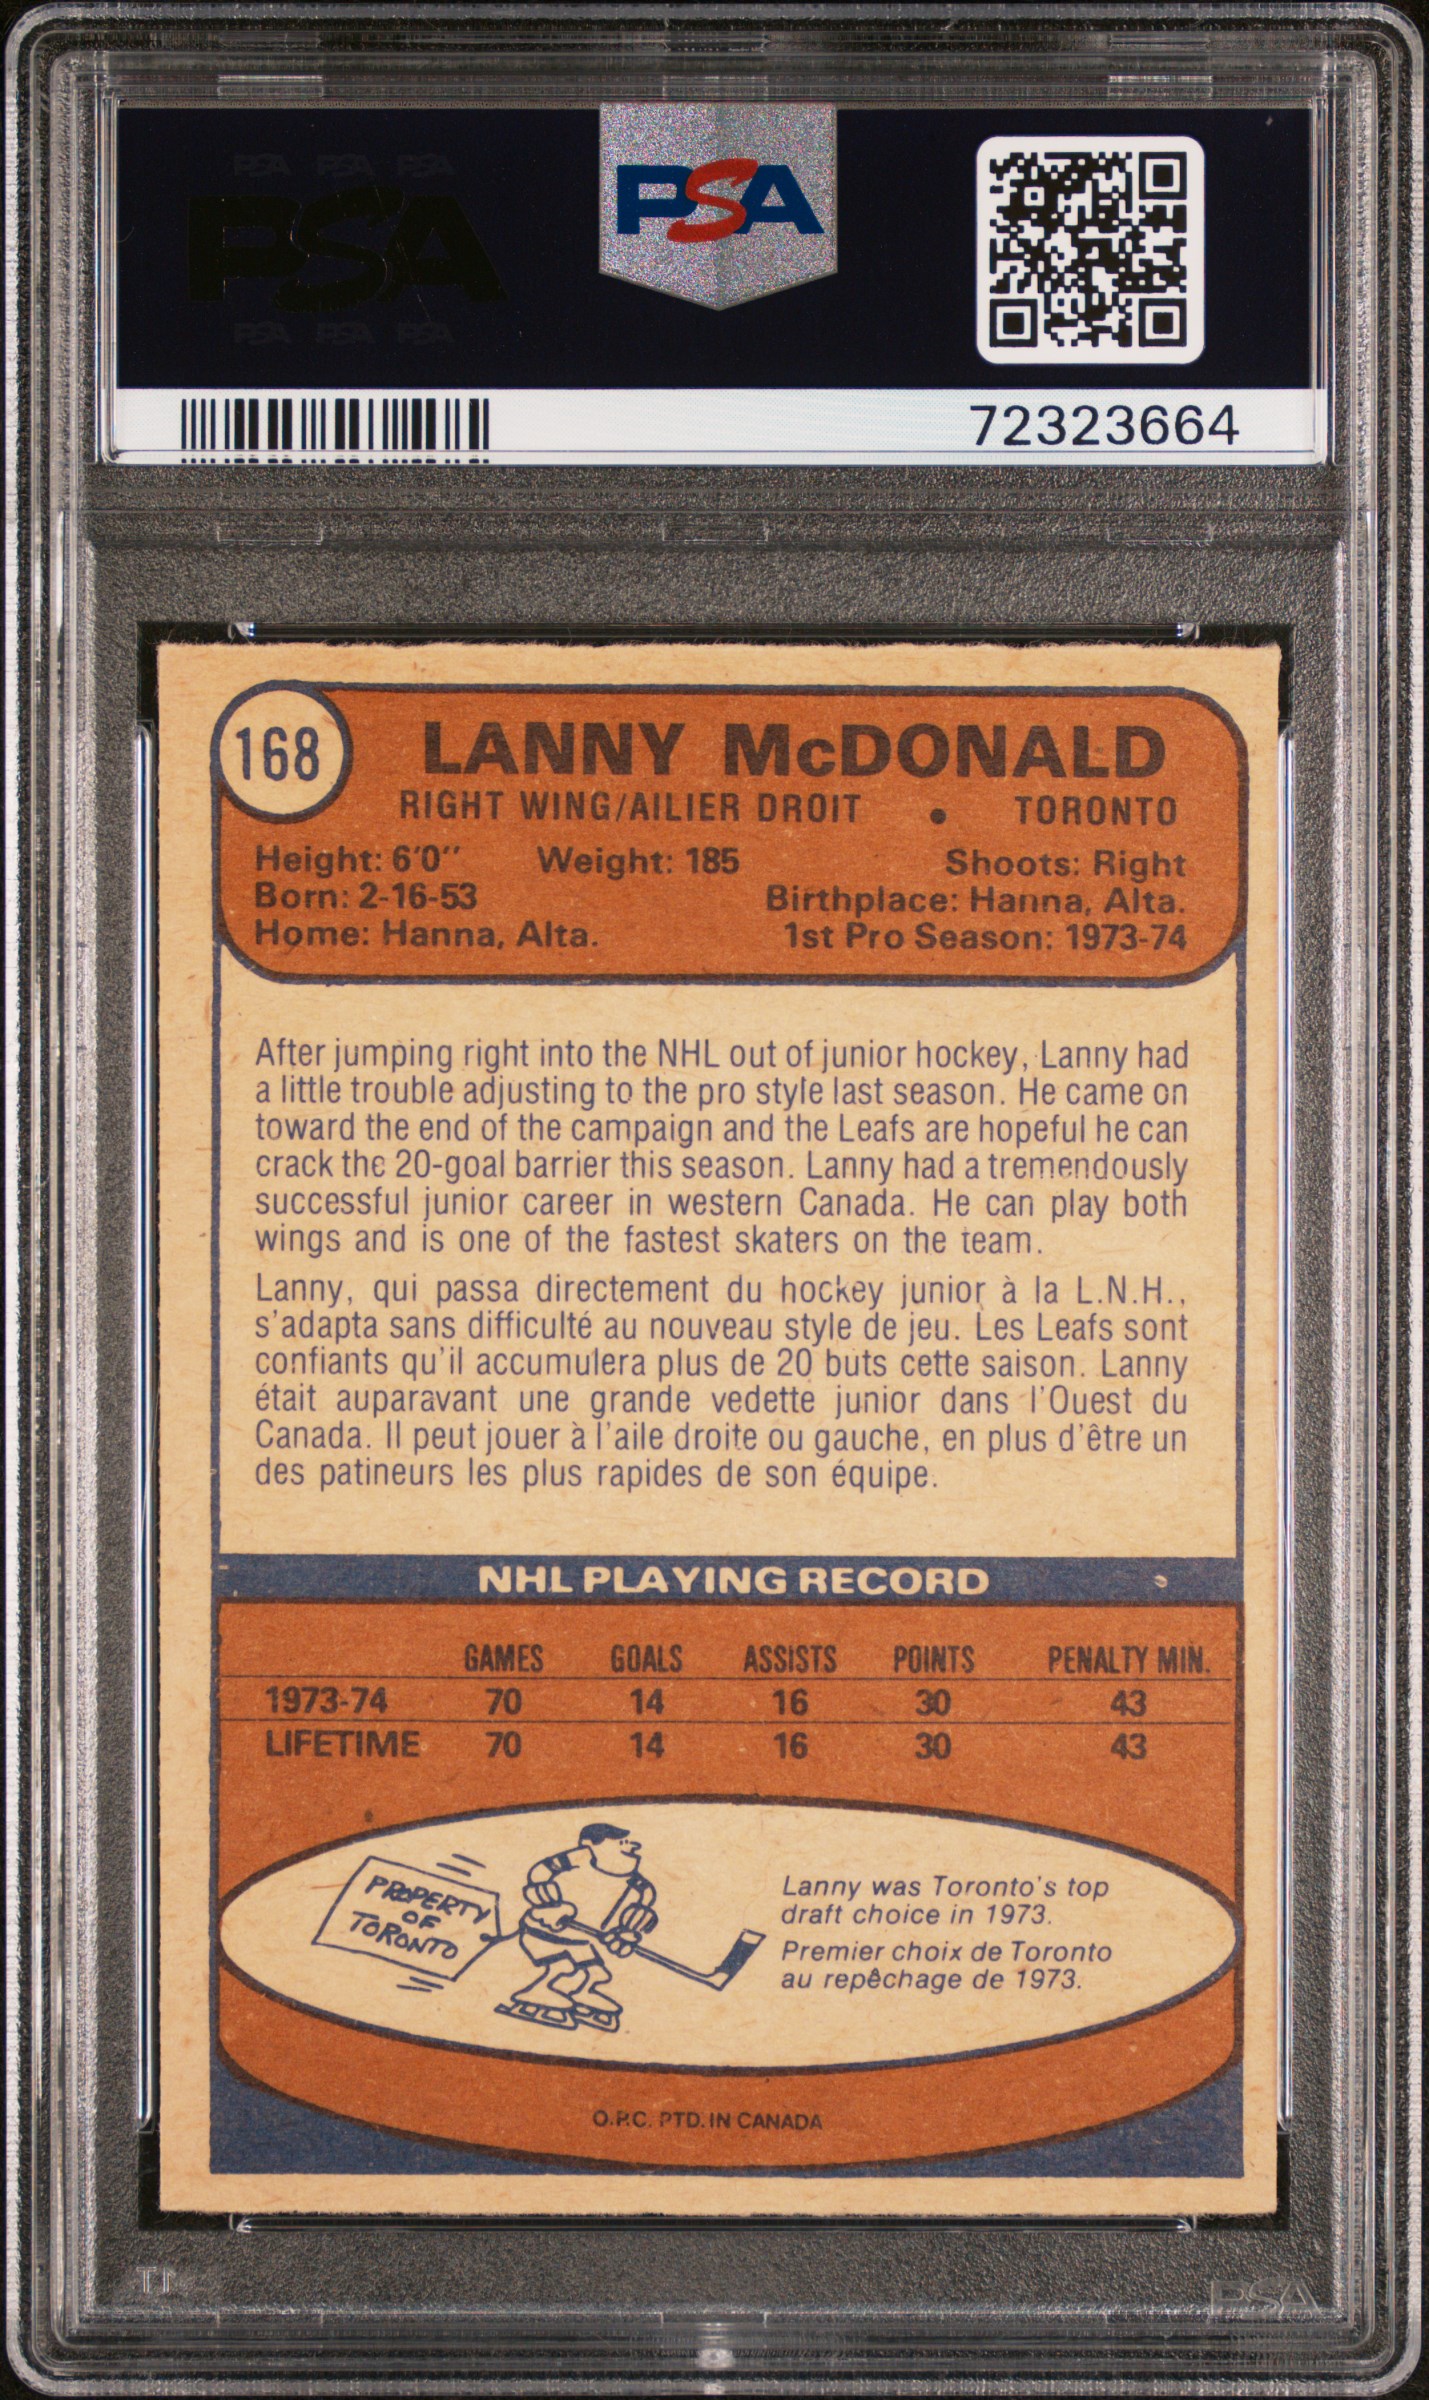 PSA PSA PSA
PSA
PSA PSA PSA
PSA
72323664
168
LANNY McDONALD
RIGHT WING/AILIER DROIT • TORONTO
Height: 6'0" Weight: 185 Shoots: Right
Born: 2-16-53 Birthplace: Hanna, Alta.
Home: Hanna, Alta. 1st Pro Season: 1973-74
After jumping right into the NHL out of junior hockey, Lanny had
a little trouble adjusting to the pro style last season. He came on
toward the end of the campaign and the Leafs are hopeful he can
crack the 20-goal barrier this season. Lanny had a tremendously
successful junior career in western Canada. He can play both
wings and is one of the fastest skaters on the team.
Lanny, qui passa directement du hockey junior à la L.N.H.,
s'adapta sans difficulté au nouveau style de jeu. Les Leafs sont
confiants qu'il accumulera plus de 20 buts cette saison. Lanny
était auparavant une grande vedette junior dans l'Ouest du
Canada. Il peut jouer à l'aile droite ou gauche, en plus d'être un
des patineurs les plus rapides de son équipe.
NHL PLAYING RECORD
GAMES GOALS ASSISTS POINTS PENALTY MIN.
1973-74 70 14 16 30 43
LIFETIME 70 14 16 30 43
PROPERTY
OF
TORONTO
Lanny was Toronto's top
draft choice in 1973.
Premier choix de Toronto
au repêchage de 1973.
O.P.C. PTD. IN CANADA
T1
PSA